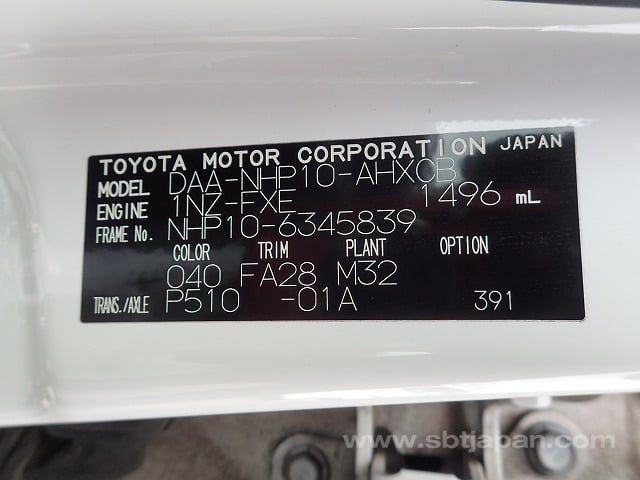 TOYOTA MOTOR CORPORATION JAPAN
MODEL DAA-NHP10-AHXCB
ENGINE 1NZ-FXE 1496 mL
FRAME No. NHP10-6345839
COLOR TRIM PLANT OPTION
040 FA28 M32
TRANS./AXLE P510 -01A 391
www.sbtjapan.com